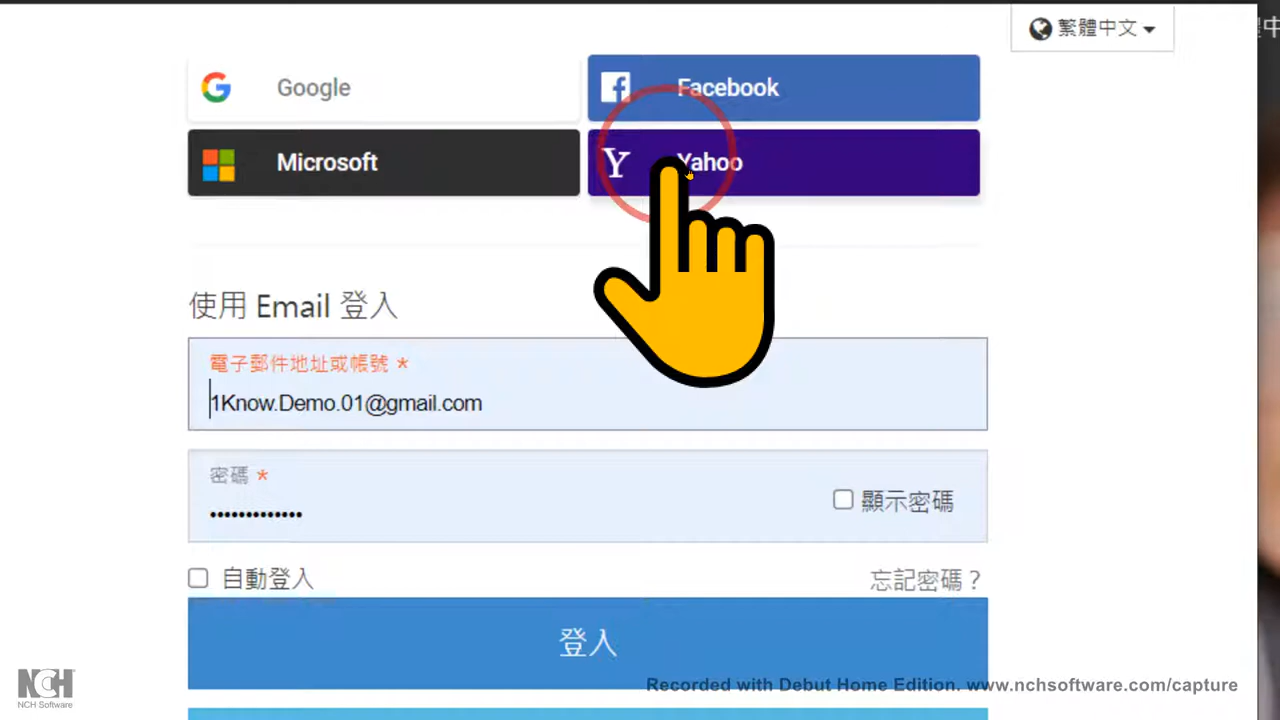 繁體中文
Google
Facebook
Microsoft
Yahoo
使用 Email 登入
電子郵件地址或帳號 *
1Know.Demo.01@gmail.com
密碼 *
•••••••••••••
顯示密碼
自動登入
忘記密碼？
登入
NCH
NCH Software
Recorded with Debut Home Edition. www.nchsoftware.com/capture